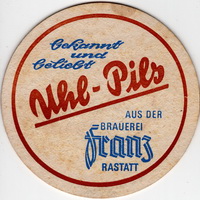 bekannt
und
beliebt
Uhl-Pils
AUS DER
BRAUEREI
Franz
RASTATT